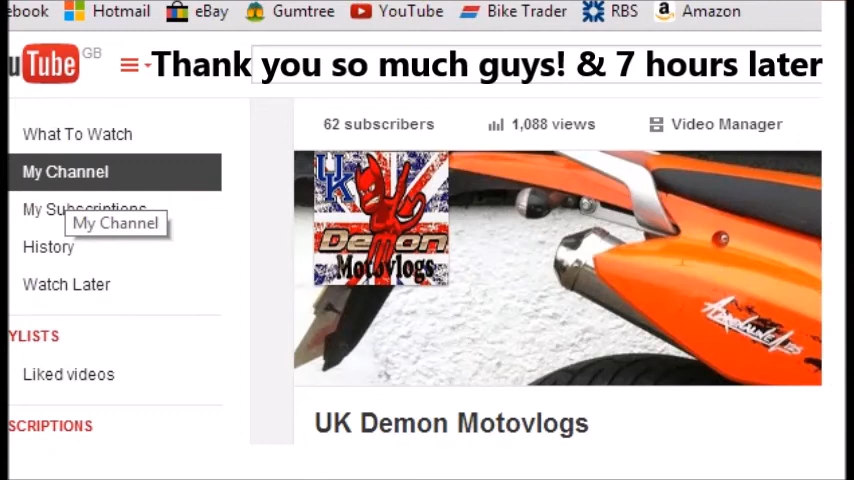 ebook Hotmail eBay Gumtree YouTube Bike Trader RBS Amazon
uTube GB Thank you so much guys! & 7 hours later
62 subscribers 1,088 views Video Manager
What To Watch
My Channel
My Subscriptions
My Channel
History
Watch Later
YLISTS
Liked videos
SCRIPTIONS
UK
Demon
Motovlogs
UK Demon Motovlogs